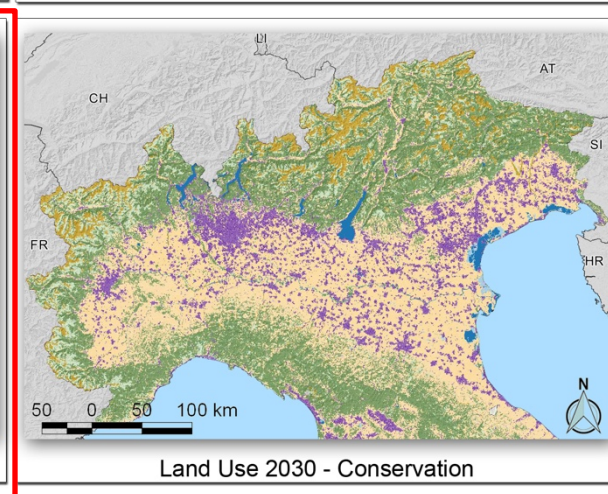 LI
AT
CH
SI
FR
HR
N
50 0 50 100 km
Land Use 2030 - Conservation